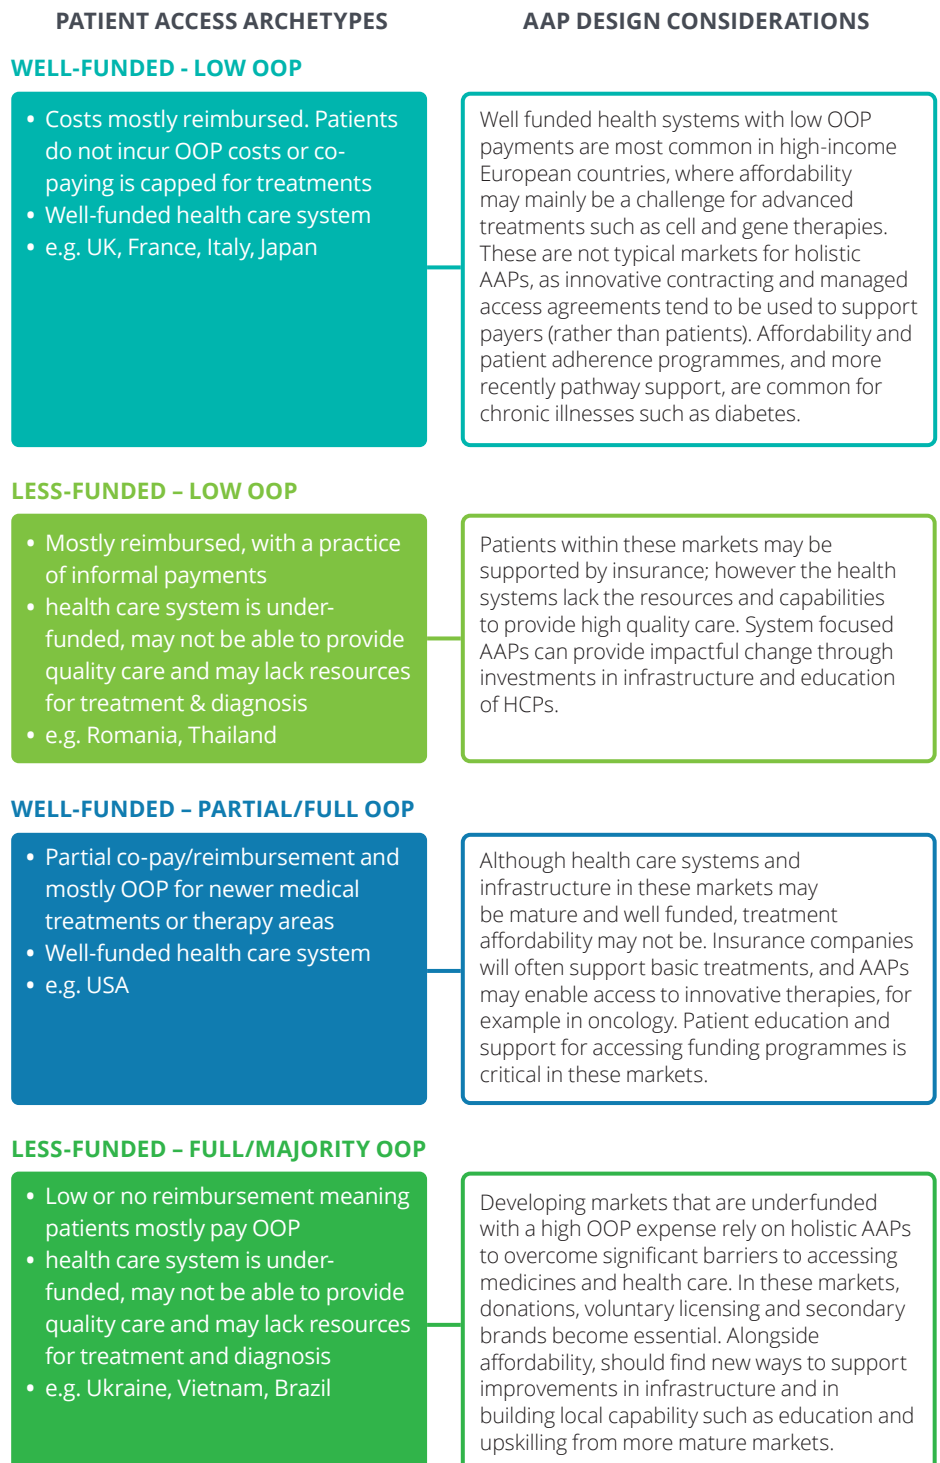 PATIENT ACCESS ARCHETYPES
AAP DESIGN CONSIDERATIONS
WELL-FUNDED - LOW OOP
• Costs mostly reimbursed. Patients
do not incur OOP costs or co-
paying is capped for treatments
• Well-funded health care system
• e.g. UK, France, Italy, Japan
Well funded health systems with low OOP
payments are most common in high-income
European countries, where affordability
may mainly be a challenge for advanced
treatments such as cell and gene therapies.
These are not typical markets for holistic
AAPs, as innovative contracting and managed
access agreements tend to be used to support
payers (rather than patients). Affordability and
patient adherence programmes, and more
recently pathway support, are common for
chronic illnesses such as diabetes.
LESS-FUNDED – LOW OOP
• Mostly reimbursed, with a practice
of informal payments
• health care system is under-
funded, may not be able to provide
quality care and may lack resources
for treatment & diagnosis
• e.g. Romania, Thailand
Patients within these markets may be
supported by insurance; however the health
systems lack the resources and capabilities
to provide high quality care. System focused
AAPs can provide impactful change through
investments in infrastructure and education
of HCPs.
WELL-FUNDED – PARTIAL/FULL OOP
• Partial co-pay/reimbursement and
mostly OOP for newer medical
treatments or therapy areas
• Well-funded health care system
• e.g. USA
Although health care systems and
infrastructure in these markets may
be mature and well funded, treatment
affordability may not be. Insurance companies
will often support basic treatments, and AAPs
may enable access to innovative therapies, for
example in oncology. Patient education and
support for accessing funding programmes is
critical in these markets.
LESS-FUNDED – FULL/MAJORITY OOP
• Low or no reimbursement meaning
patients mostly pay OOP
• health care system is under-
funded, may not be able to provide
quality care and may lack resources
for treatment and diagnosis
• e.g. Ukraine, Vietnam, Brazil
Developing markets that are underfunded
with a high OOP expense rely on holistic AAPs
to overcome significant barriers to accessing
medicines and health care. In these markets,
donations, voluntary licensing and secondary
brands become essential. Alongside
affordability, should find new ways to support
improvements in infrastructure and in
building local capability such as education and
upskilling from more mature markets.